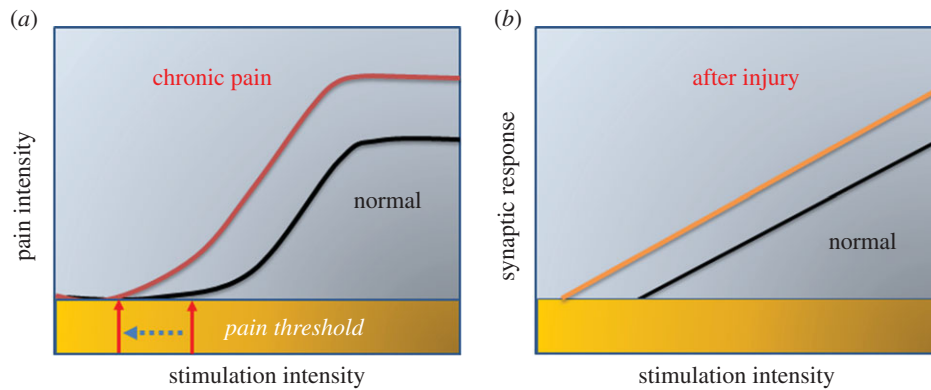 (a)
chronic pain
pain intensity
normal
pain threshold
stimulation intensity
(b)
after injury
synaptic response
normal
stimulation intensity